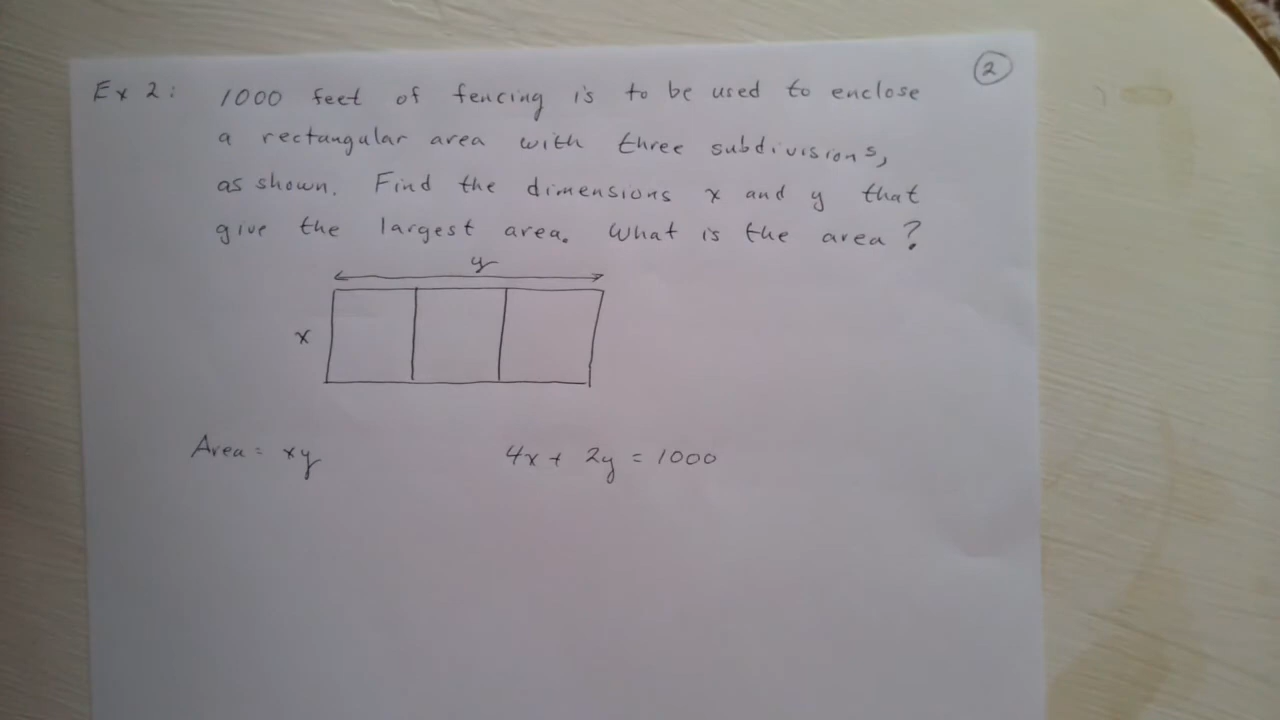 2
Ex 2: 1000 feet of fencing is to be used to enclose
a rectangular area with three subdivisions,
as shown. Find the dimensions x and y that
give the largest area. What is the area?
y
x
Area = xy 4x + 2y = 1000